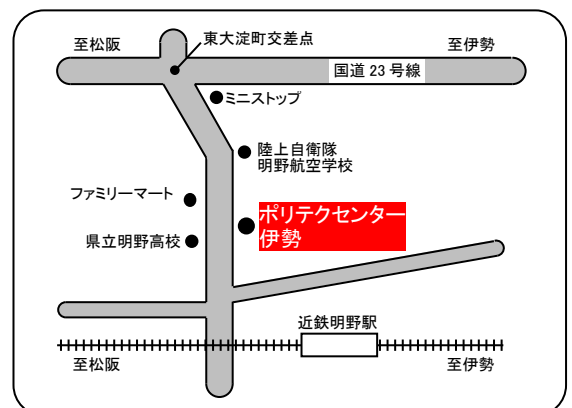 東大淀町交差点
至松阪
至伊勢
国道23号線
ミニストップ
陸上自衛隊
明野航空学校
ファミリーマート
ポリテクセンター
伊勢
県立明野高校
近鉄明野駅
至松阪
至伊勢